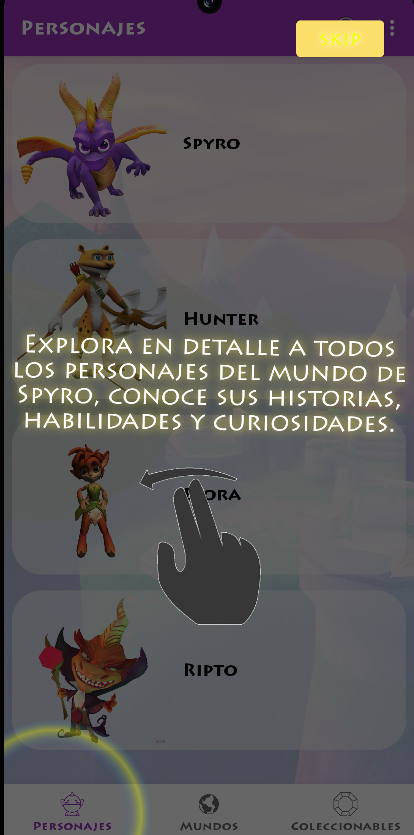 Personajes
SKIP
Spyro
Hunter
Explora en detalle a todos
los personajes del mundo de
Spyro, conoce sus historias,
habilidades y curiosidades.
Ripto
Personajes
Mundos
Coleccionables